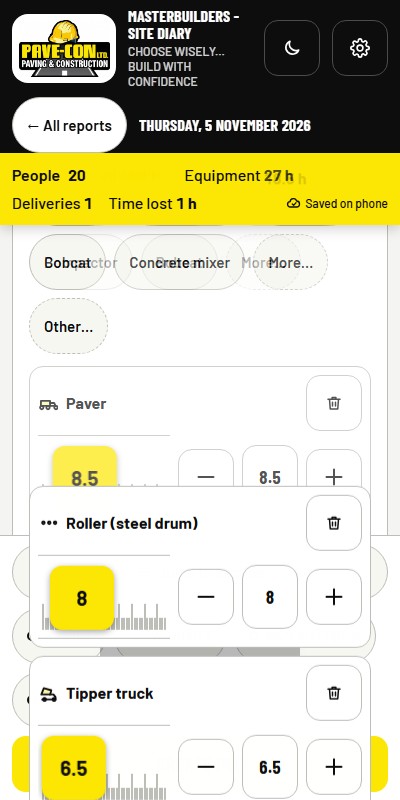 PAVE-CON LTD.
PAVING & CONSTRUCTION
MASTERBUILDERS - SITE DIARY
CHOOSE WISELY... BUILD WITH CONFIDENCE
← All reports
THURSDAY, 5 NOVEMBER 2026
People 20
Equipment 27 h
Deliveries 1
Time lost 1 h
Saved on phone
Bobcat
Concrete mixer
More...
Other...
Paver
8.5
— 8.5 +
Roller (steel drum)
8
— 8 +
Tipper truck
6.5
— 6.5 +